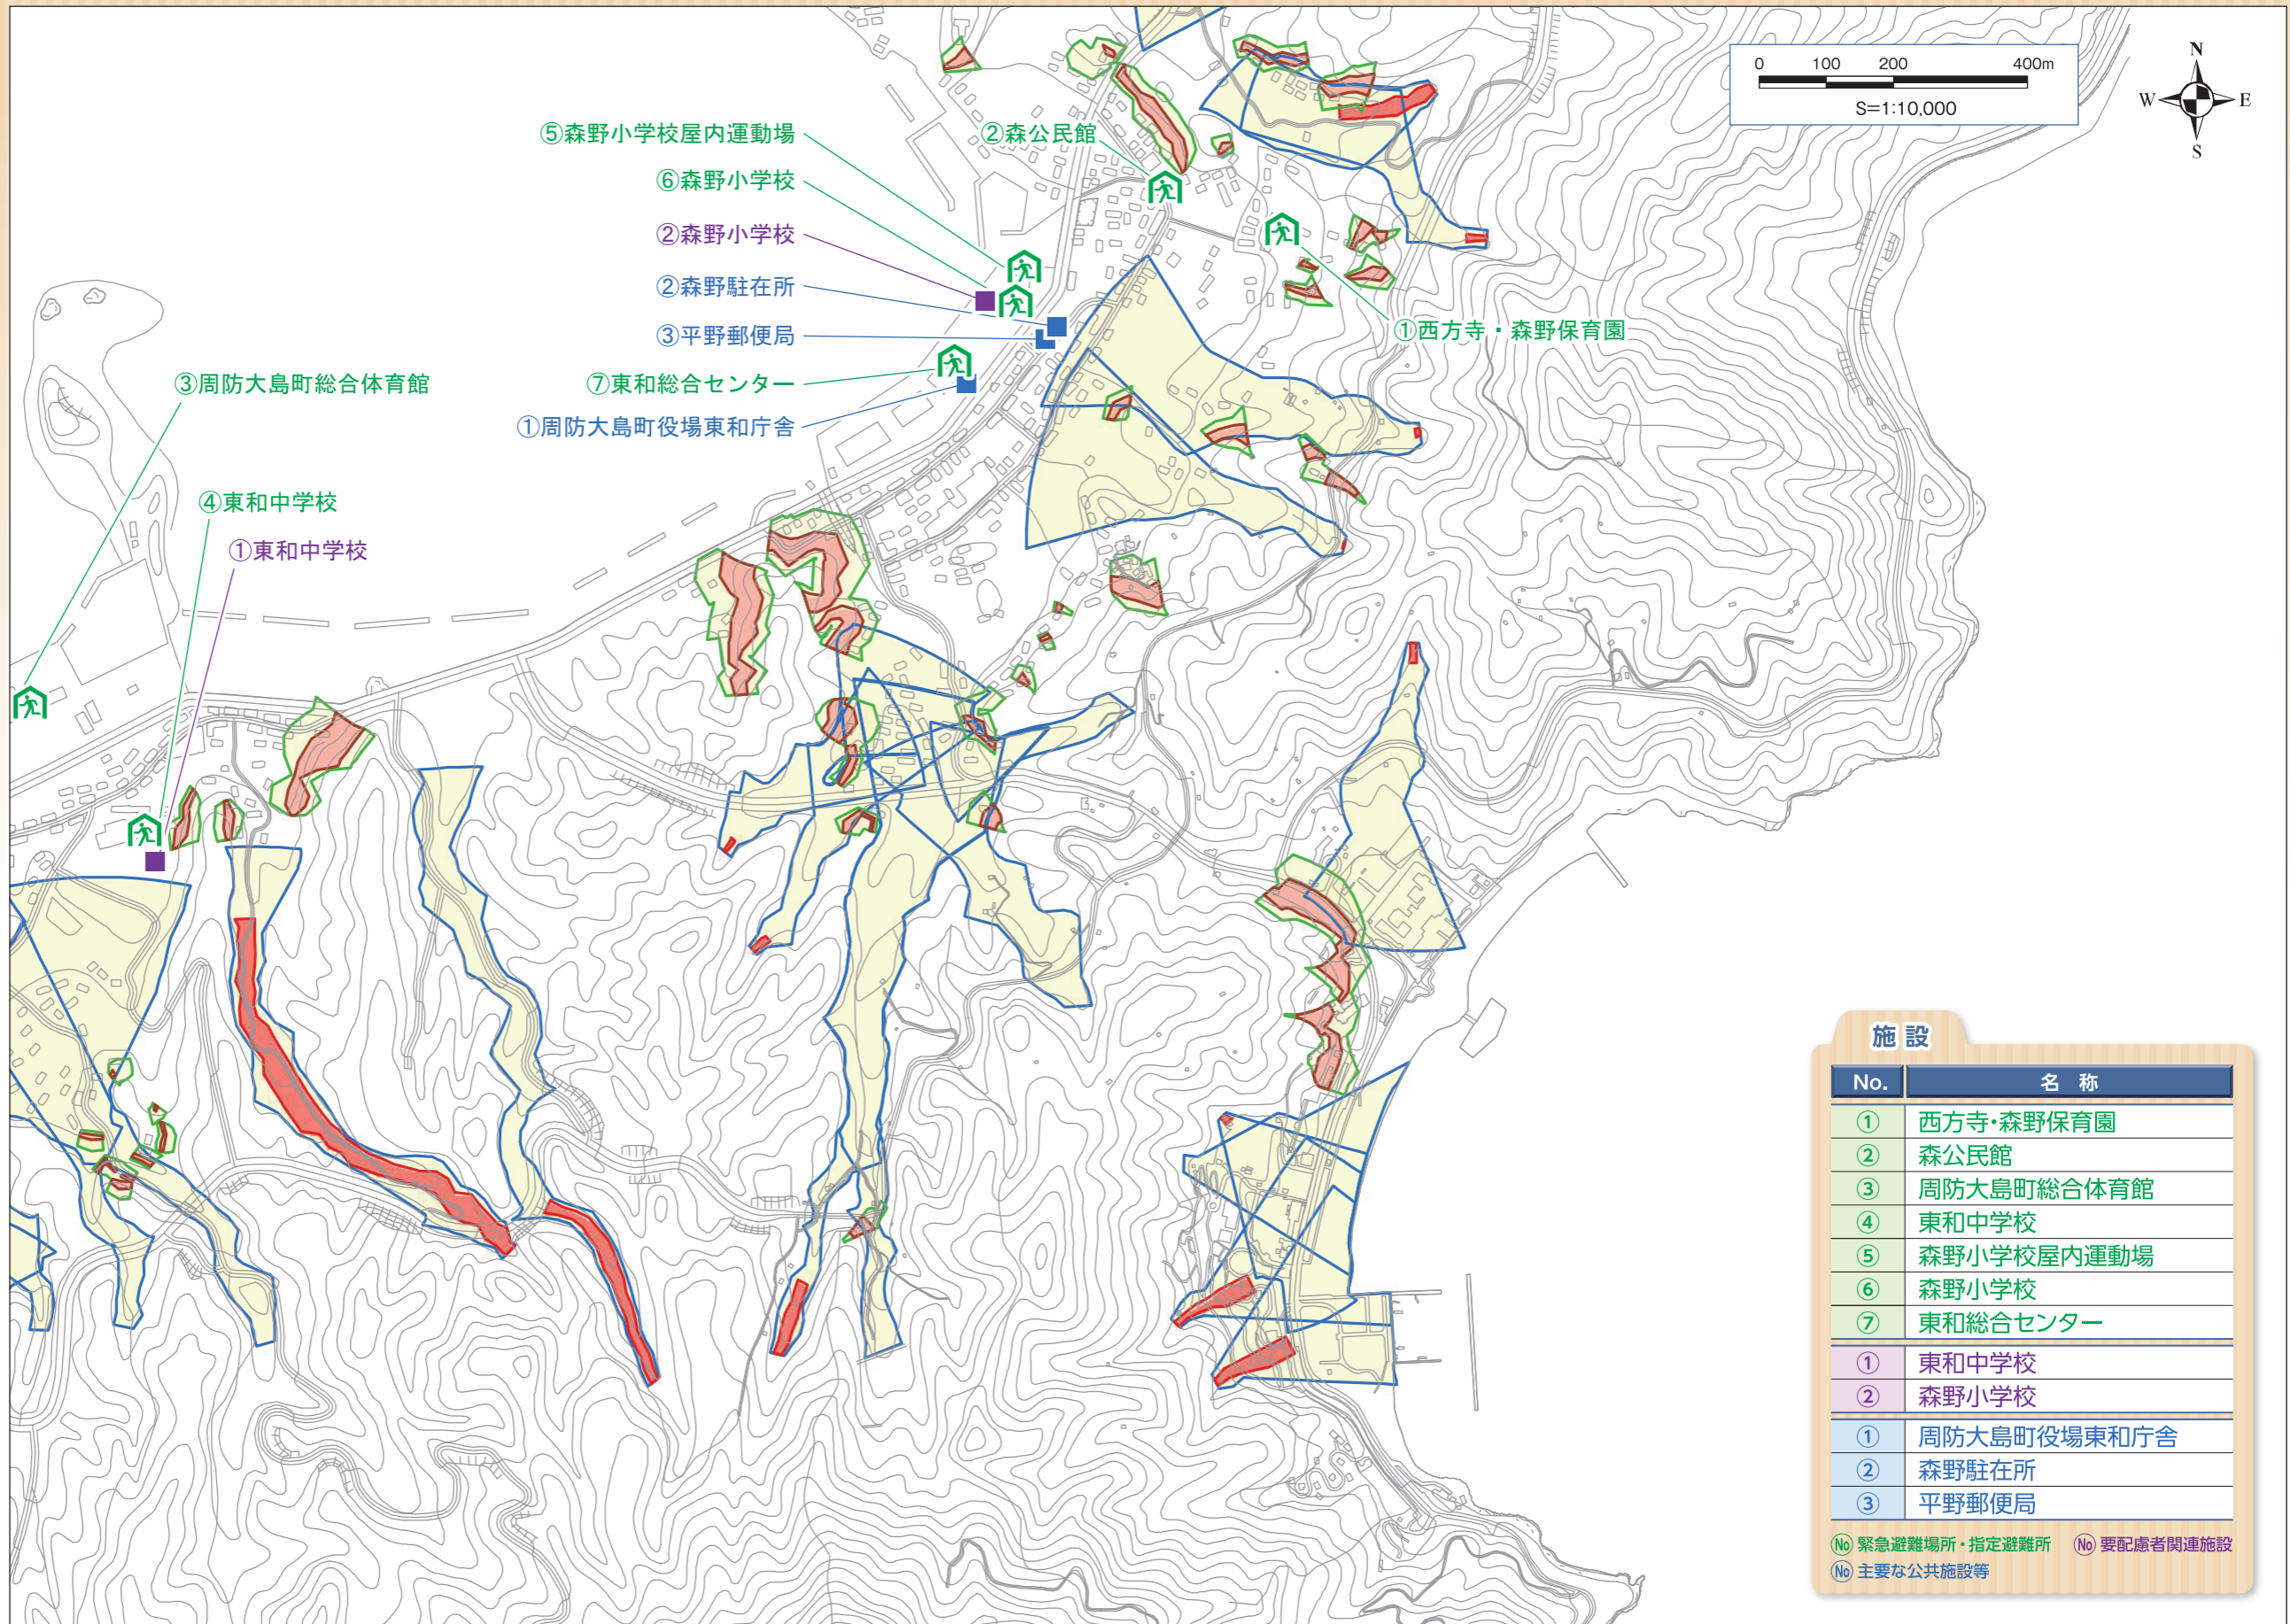 0 100 200 400m
S=1:10,000
N
W E
S
⑤森野小学校屋内運動場
②森公民館
⑥森野小学校
②森野小学校
②森野駐在所
③平野郵便局
①西方寺・森野保育園
③周防大島町総合体育館
⑦東和総合センター
①周防大島町役場東和庁舎
④東和中学校
①東和中学校
施設
No. 名称
① 西方寺・森野保育園
② 森公民館
③ 周防大島町総合体育館
④ 東和中学校
⑤ 森野小学校屋内運動場
⑥ 森野小学校
⑦ 東和総合センター
① 東和中学校
② 森野小学校
① 周防大島町役場東和庁舎
② 森野駐在所
③ 平野郵便局
No 緊急避難場所・指定避難所 No 要配慮者関連施設
No 主要な公共施設等